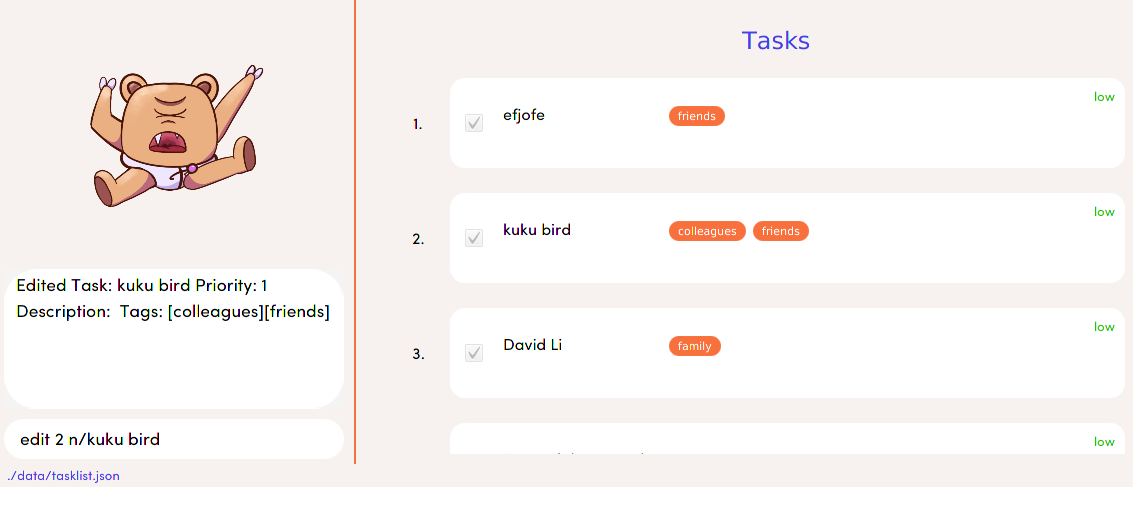 Tasks
1.
efjofe
friends
low
2.
kuku bird
colleagues
friends
low
3.
David Li
family
low
low
Edited Task: kuku bird Priority: 1
Description:  Tags: [colleagues][friends]
edit 2 n/kuku bird
./data/tasklist.json